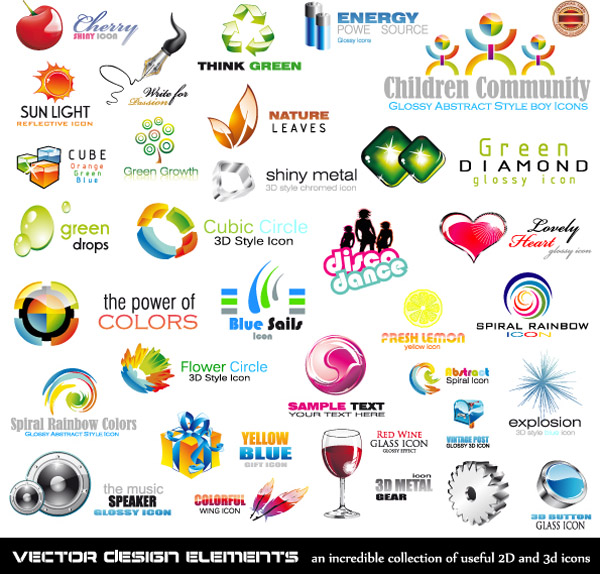 Cherry
SHINY ICON
Write for
Passion
THINK GREEN
ENERGY
POWE SOURCE
Glossy icons
Children Community
GLOSSY ABSTRACT STYLE BOY ICONS
SUN LIGHT
REFLECTIVE ICON
NATURE
LEAVES
CUBE
Orange
Green
Blue
Green Growth
shiny metal
3D style chromed icon
Green
DIAMOND
glossy icon
green
drops
Cubic Circle
3D Style Icon
disco
dance
Lovely
Heart
glossy icon
the power of
COLORS
Blue Sails
icon
FRESH LEMON
yellow icon
SPIRAL RAINBOW
ICON
Flower Circle
3D Style Icon
Abstract
Spiral Icon
Spiral Rainbow Colors
GLOSSY ABSTRACT STYLE ICON
SAMPLE TEXT
YOUR TEXT HERE
explosion
3D style blue icon
YELLOW
BLUE
GIFT ICON
RED WINE
GLASS ICON
GLOSSY EFFECT
VINTAGE POST
GLOSSY 3D ICON
the music
SPEAKER
GLOSSY ICON
COLORFUL
WING ICON
icon
3D METAL
GEAR
3D BUTTON
GLASS ICON
VECTOR DESIGN ELEMENTS an incredible collection of useful 2D and 3d icons